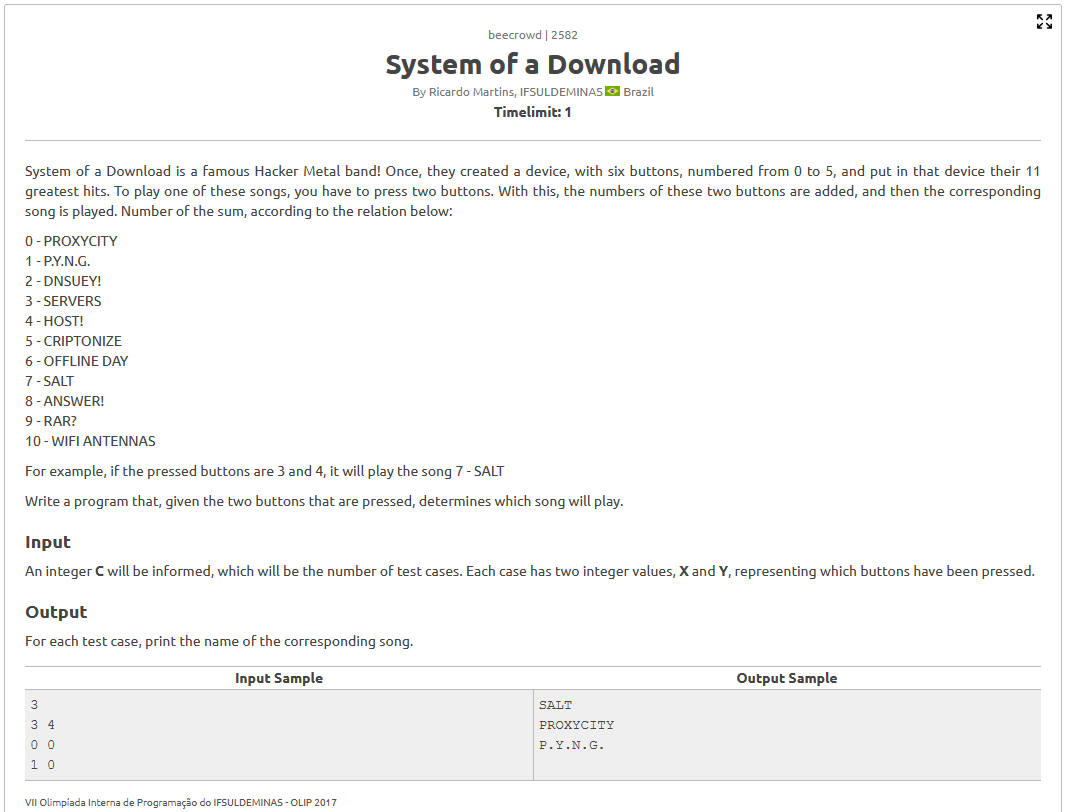 beecrowd | 2582
System of a Download
By Ricardo Martins, IFSULDEMINAS Brazil
Timelimit: 1
System of a Download is a famous Hacker Metal band! Once, they created a device, with six buttons, numbered from 0 to 5, and put in that device their 11
greatest hits. To play one of these songs, you have to press two buttons. With this, the numbers of these two buttons are added, and then the corresponding
song is played. Number of the sum, according to the relation below:
0 - PROXYCITY
1 - P.Y.N.G.
2 - DNSUEY!
3 - SERVERS
4 - HOST!
5 - CRIPTONIZE
6 - OFFLINE DAY
7 - SALT
8 - ANSWER!
9 - RAR?
10 - WIFI ANTENNAS
For example, if the pressed buttons are 3 and 4, it will play the song 7 - SALT
Write a program that, given the two buttons that are pressed, determines which song will play.
Input
An integer C will be informed, which will be the number of test cases. Each case has two integer values, X and Y, representing which buttons have been pressed.
Output
For each test case, print the name of the corresponding song.
Input Sample Output Sample
3 SALT
3 4 PROXYCITY
0 0 P.Y.N.G.
1 0
VII Olimpíada Interna de Programação do IFSULDEMINAS - OLIP 2017